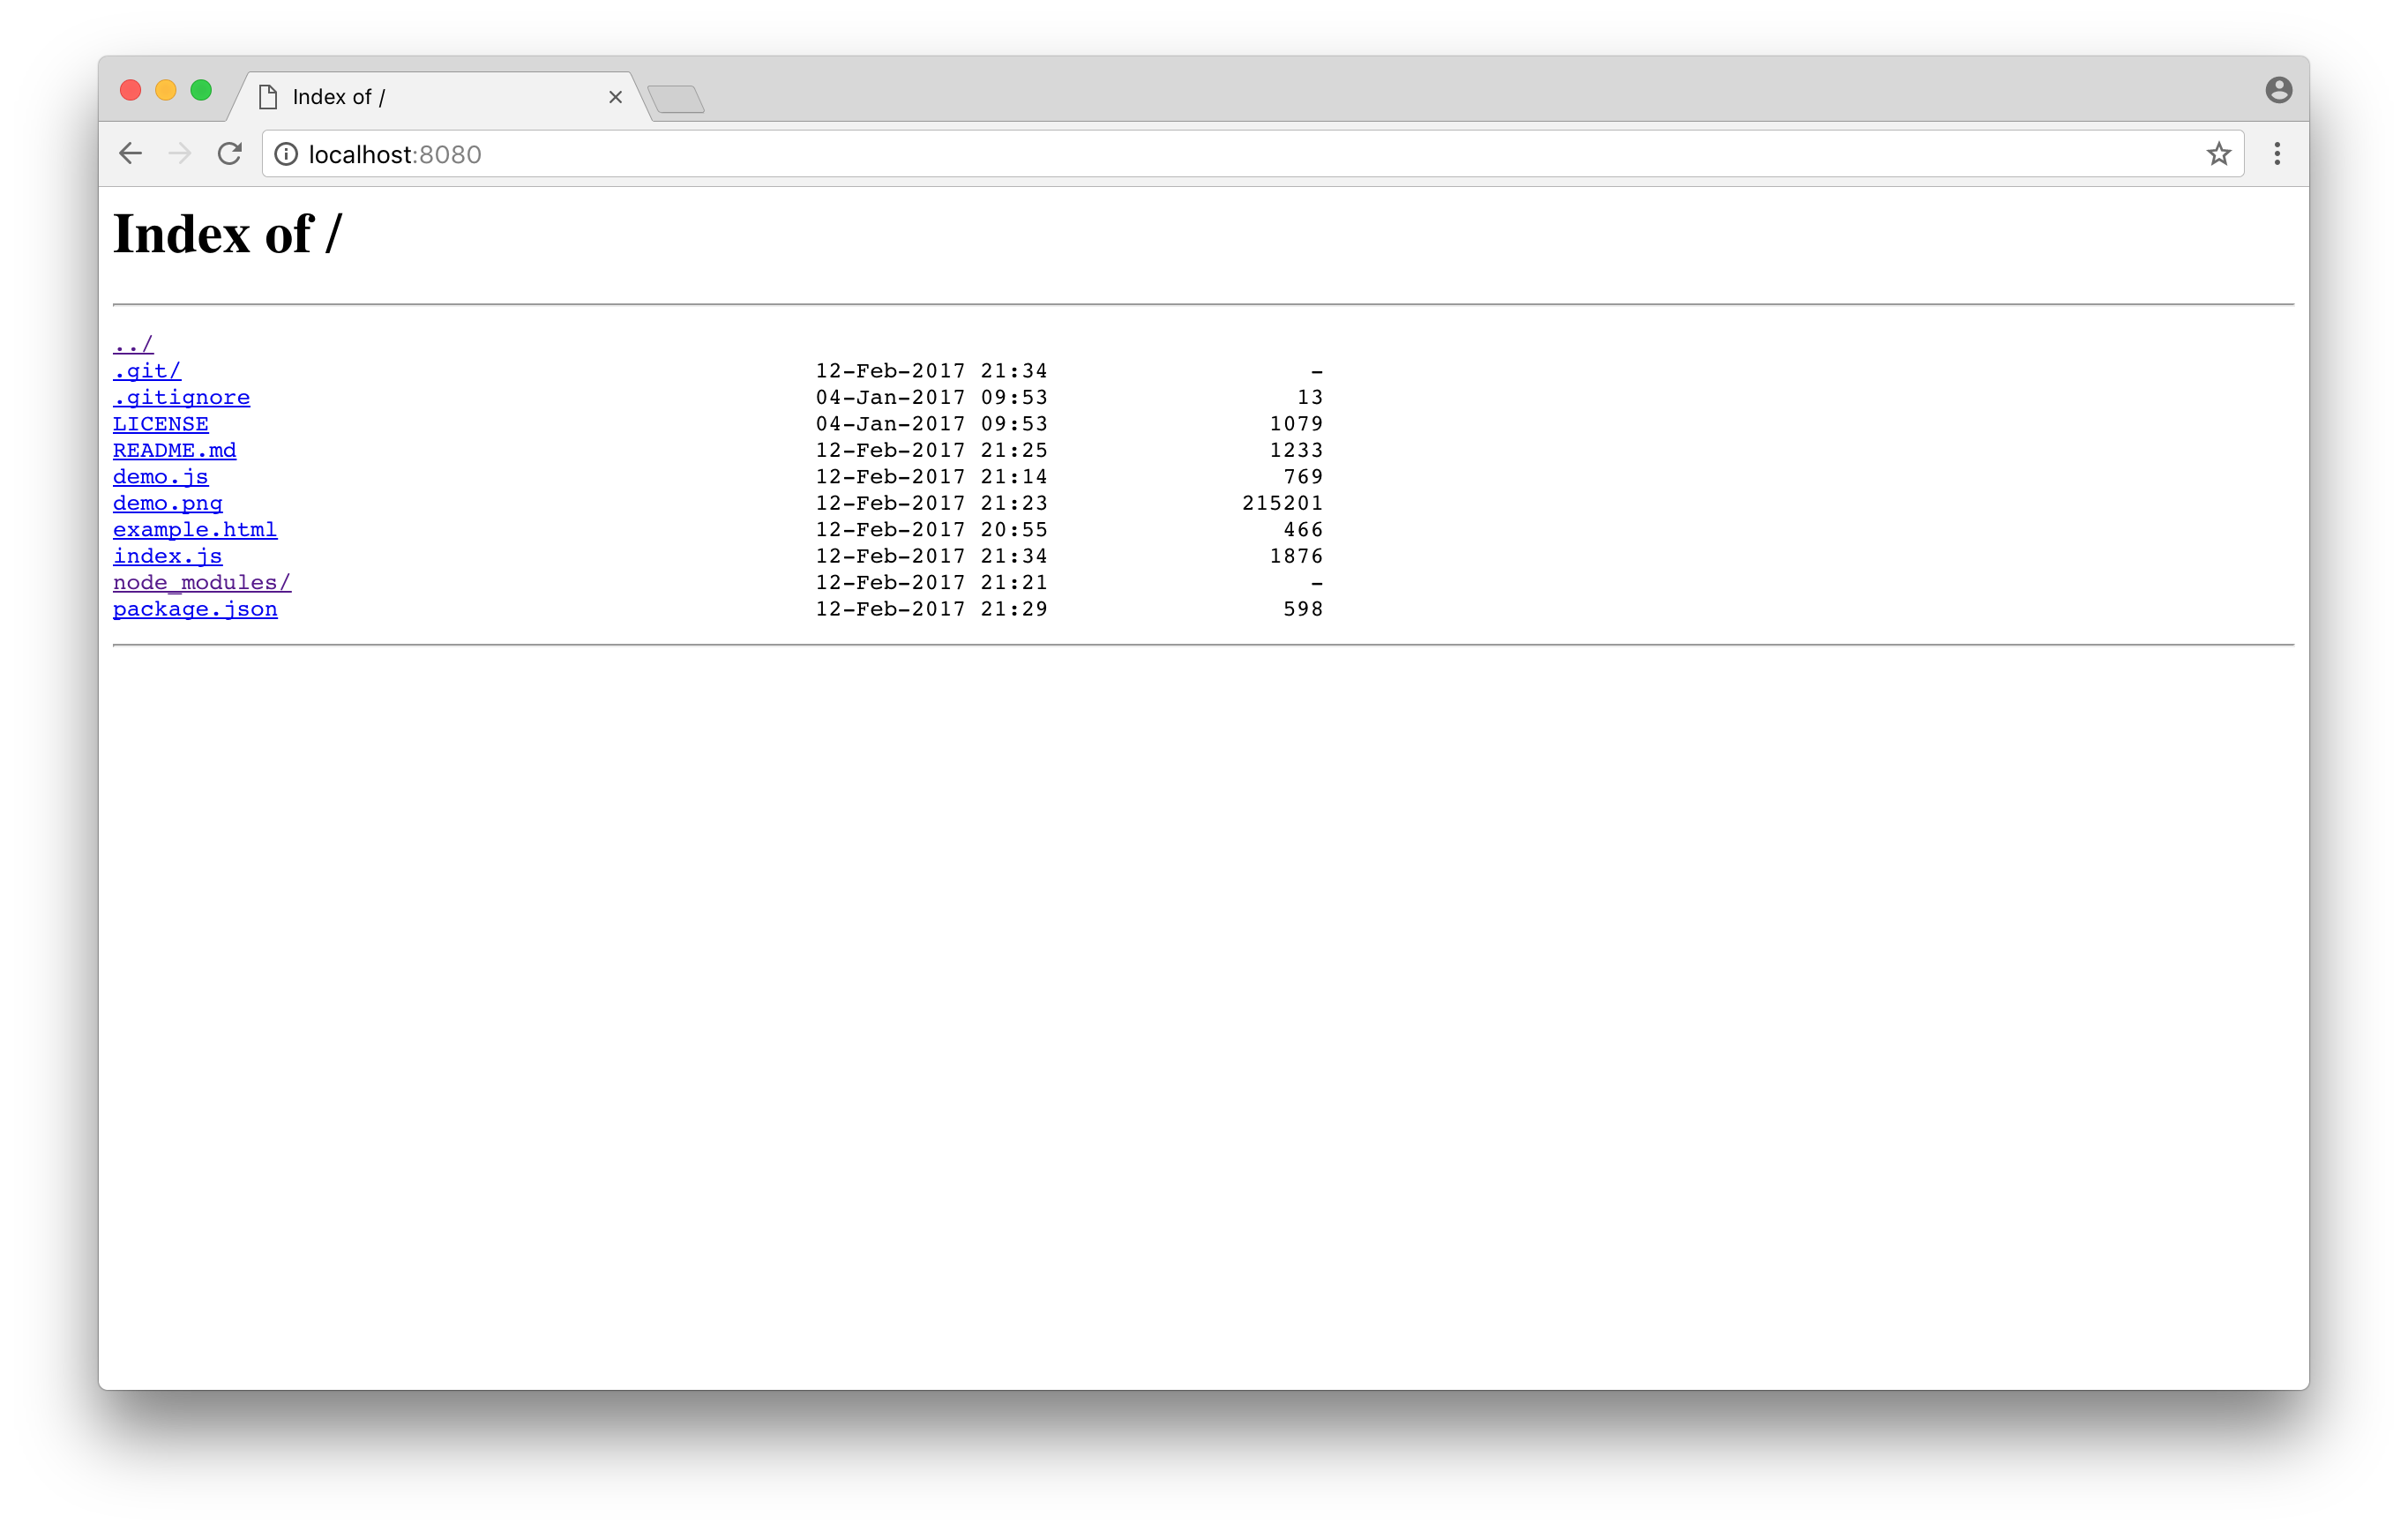 Index of /
localhost:8080
Index of /
../
.git/ 12-Feb-2017 21:34 -
.gitignore 04-Jan-2017 09:53 13
LICENSE 04-Jan-2017 09:53 1079
README.md 12-Feb-2017 21:25 1233
demo.js 12-Feb-2017 21:14 769
demo.png 12-Feb-2017 21:23 215201
example.html 12-Feb-2017 20:55 466
index.js 12-Feb-2017 21:34 1876
node_modules/ 12-Feb-2017 21:21 -
package.json 12-Feb-2017 21:29 598